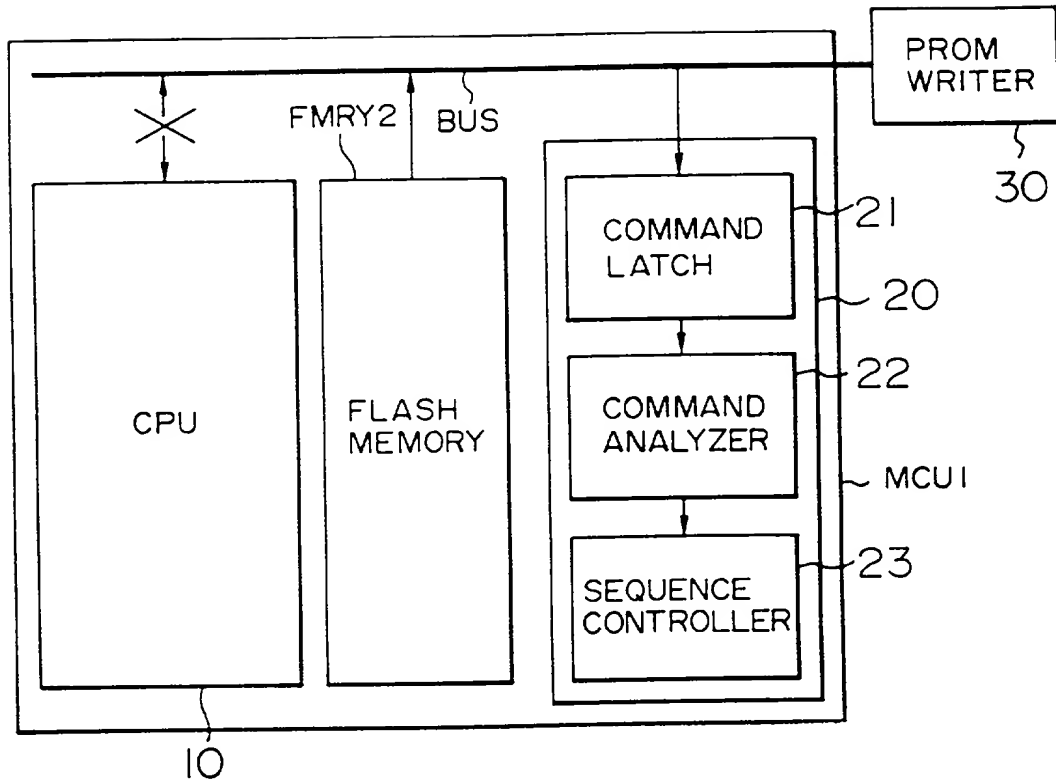 PROM
WRITER
30
FMRY2
BUS
COMMAND
LATCH
21
20
CPU
FLASH
MEMORY
COMMAND
ANALYZER
22
MCU1
SEQUENCE
CONTROLLER
23
10